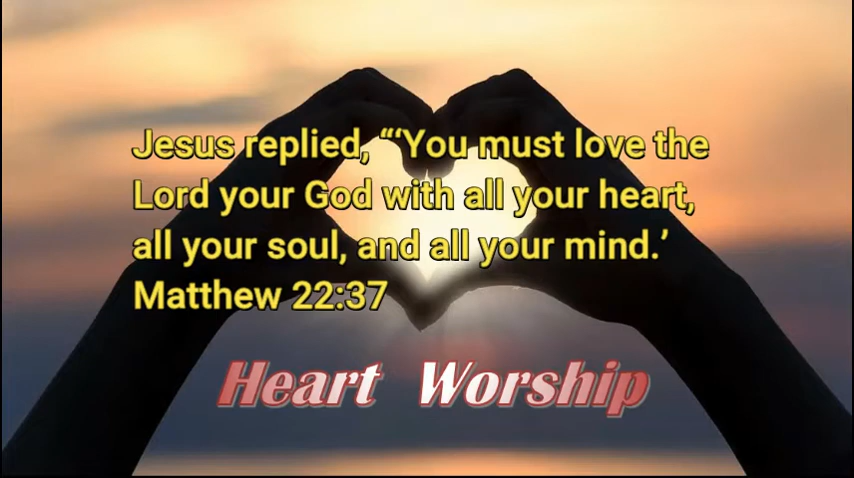 Jesus replied, “‘You must love the
Lord your God with all your heart,
all your soul, and all your mind.’
Matthew 22:37
Heart Worship